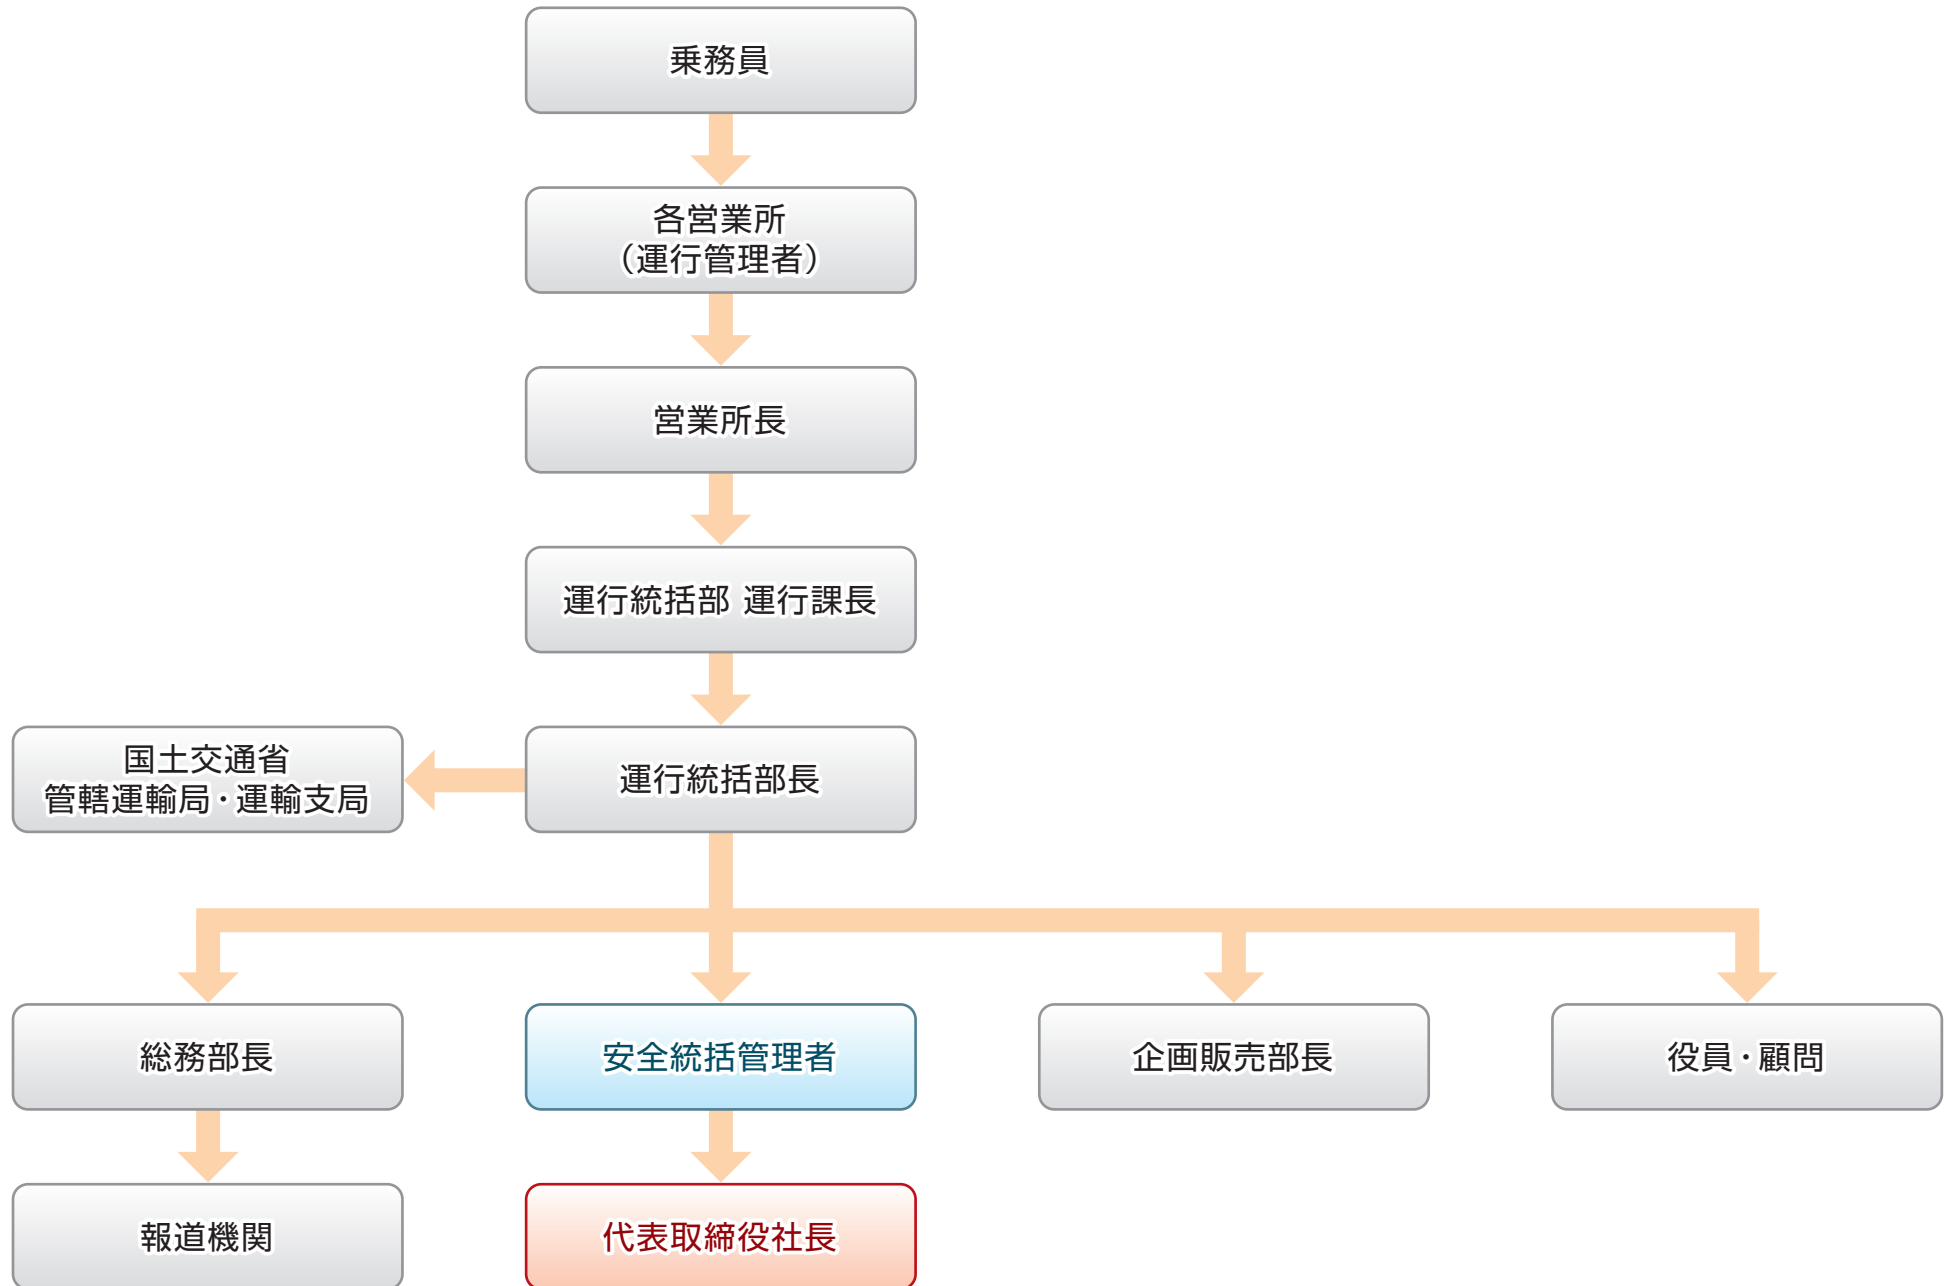 乗務員
各営業所
（運行管理者）
営業所長
運行統括部 運行課長
国土交通省
管轄運輸局・運輸支局
運行統括部長
総務部長
安全統括管理者
企画販売部長
役員・顧問
報道機関
代表取締役社長